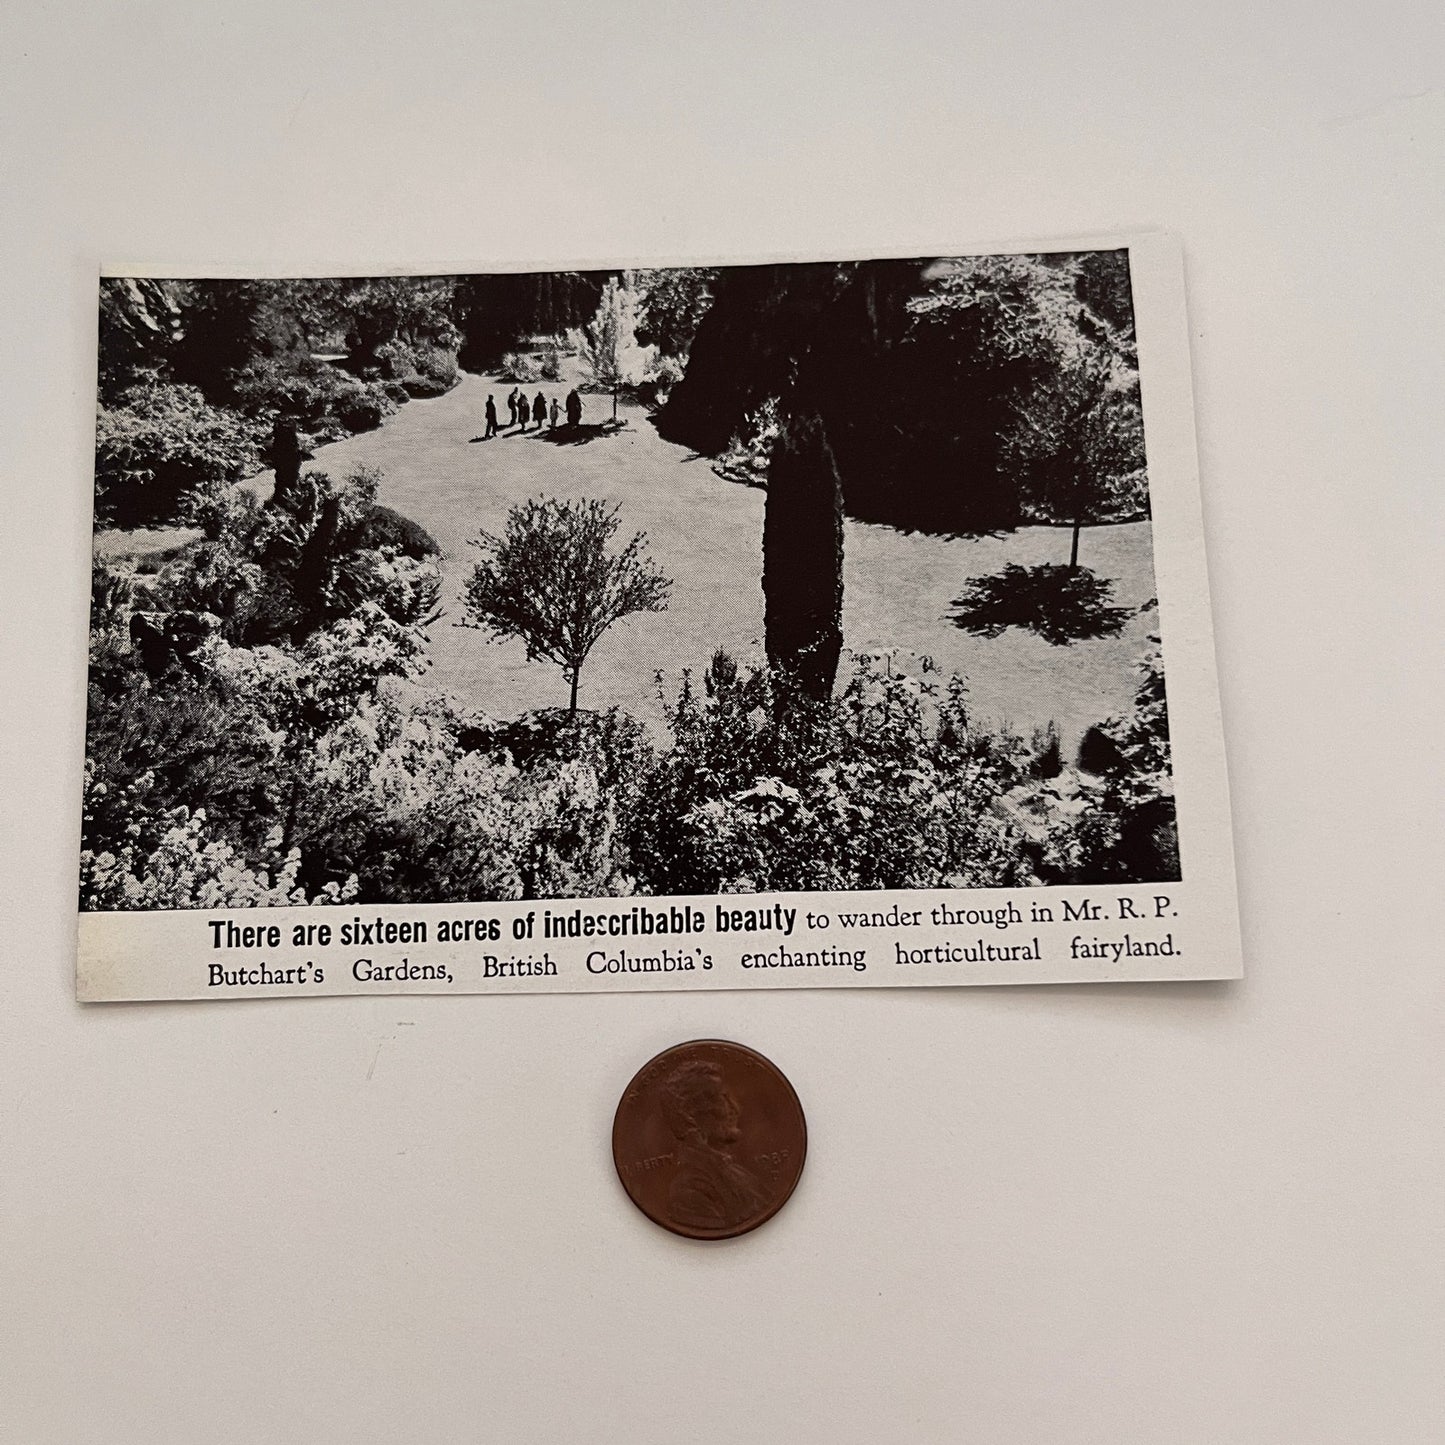 There are sixteen acres of indescribable beauty to wander through in Mr. R. P.
Butchart's Gardens, British Columbia's enchanting horticultural fairyland.
LIBERTY